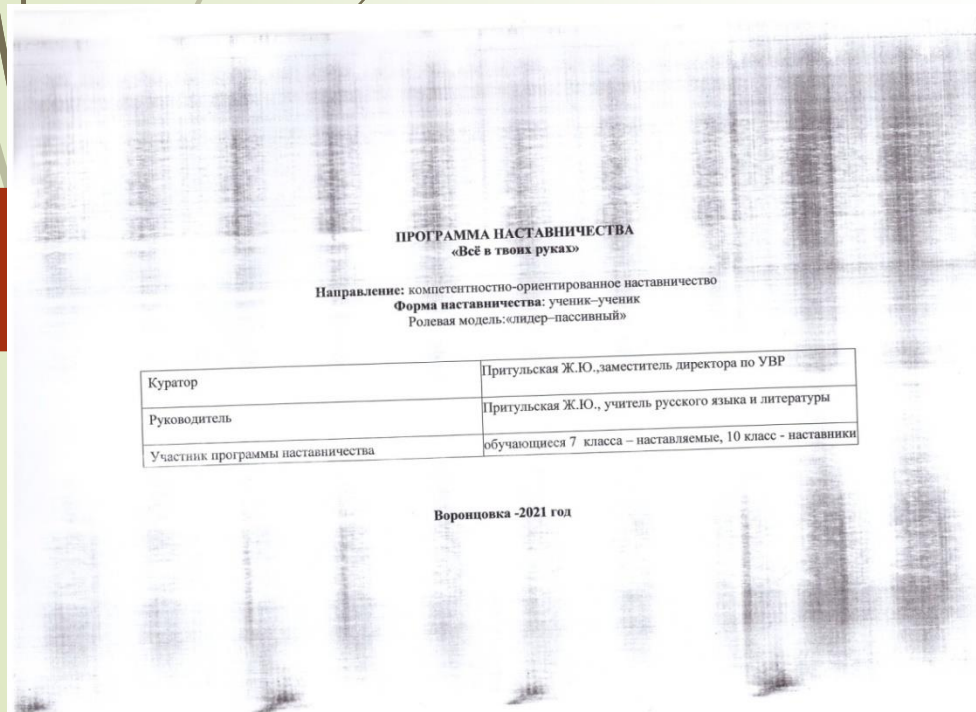 ПРОГРАММА НАСТАВНИЧЕСТВА
«Всё в твоих руках»
Направление: компетентностно-ориентированное наставничество
Форма наставничества: ученик–ученик
Ролевая модель:«лидер–пассивный»
Куратор
Притульская Ж.Ю.,заместитель директора по УВР
Руководитель
Притульская Ж.Ю., учитель русского языка и литературы
Участник программы наставничества
обучающиеся 7 класса – наставляемые, 10 класс - наставники
Воронцовка -2021 год